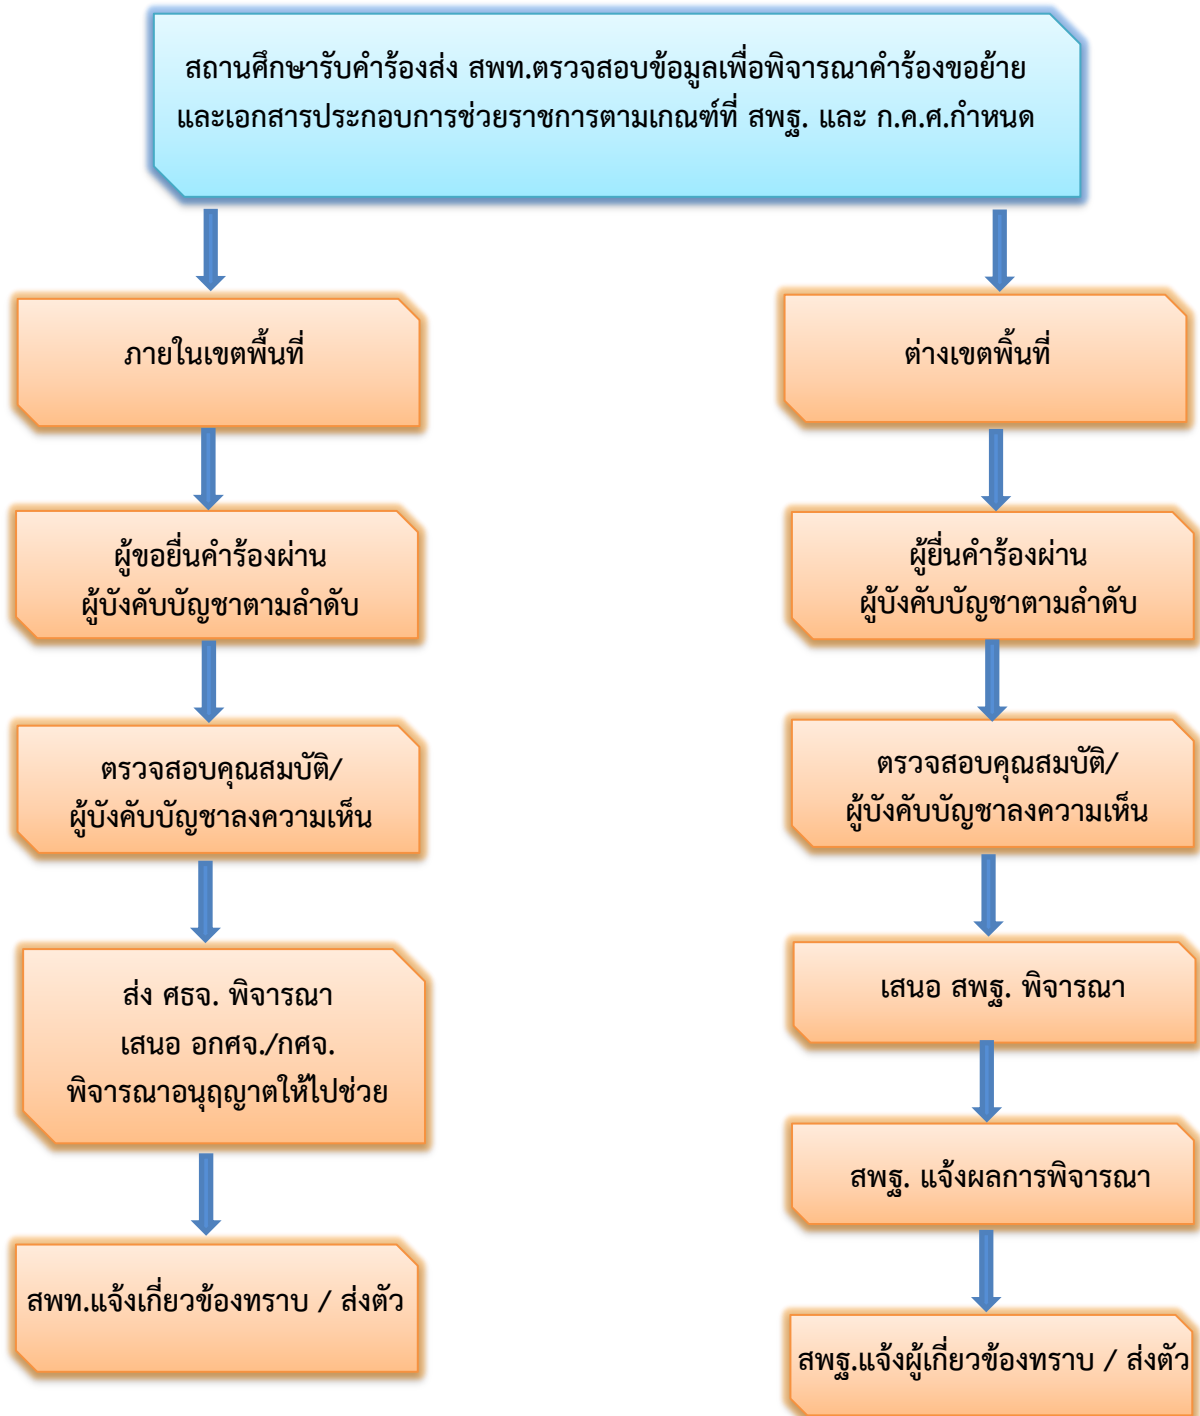 สถานศึกษารับคำร้องส่ง สพท.ตรวจสอบข้อมูลเพื่อพิจารณาคำร้องขอย้าย
และเอกสารประกอบการช่วยราชการตามเกณฑ์ที่ สพฐ. และ ก.ค.ศ.กำหนด
ภายในเขตพื้นที่
ผู้ขอยื่นคำร้องผ่าน
ผู้บังคับบัญชาตามลำดับ
ตรวจสอบคุณสมบัติ/
ผู้บังคับบัญชาลงความเห็น
ส่ง ศธจ. พิจารณา
เสนอ อกศจ./กศจ.
พิจารณาอนุฤญาตให้ไปช่วย
สพท.แจ้งเกี่ยวข้องทราบ / ส่งตัว
ต่างเขตพิ้นที่
ผู้ยื่นคำร้องผ่าน
ผู้บังคับบัญชาตามลำดับ
ตรวจสอบคุณสมบัติ/
ผู้บังคับบัญชาลงความเห็น
เสนอ สพฐ. พิจารณา
สพฐ. แจ้งผลการพิจารณา
สพฐ.แจ้งผู้เกี่ยวข้องทราบ / ส่งตัว